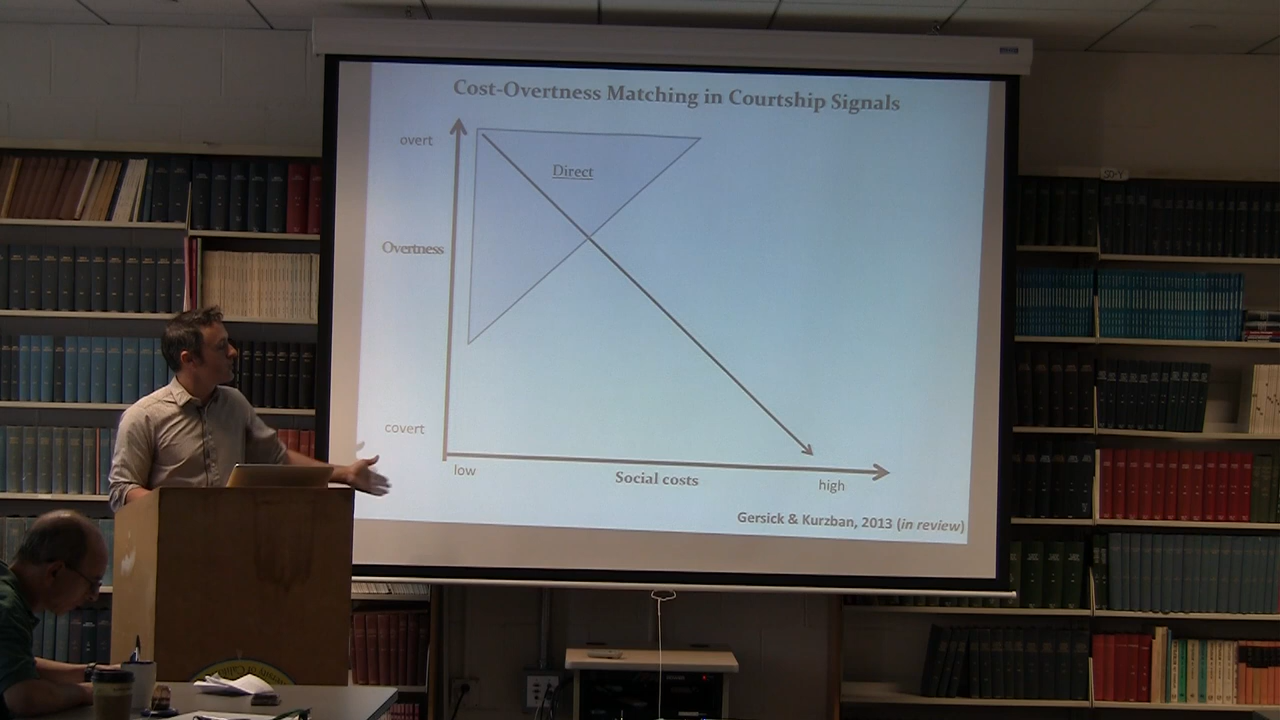 Cost-Overtness Matching in Courtship Signals
overt
Direct
Overtness
covert
low
Social costs
high
Gersick & Kurzban, 2013 (in review)
SO-Y